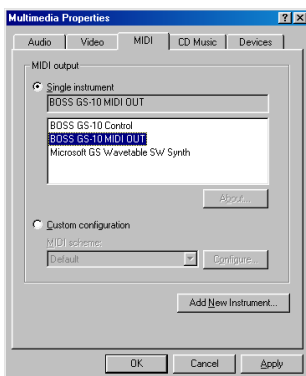 Multimedia Properties
Audio Video MIDI CD Music Devices
MIDI output
Single instrument
BOSS GS-10 MIDI OUT
BOSS GS-10 Control
BOSS GS-10 MIDI OUT
Microsoft GS Wavetable SW Synth
About...
Custom configuration
MIDI scheme:
Default
Configure...
Add New Instrument...
OK Cancel Apply